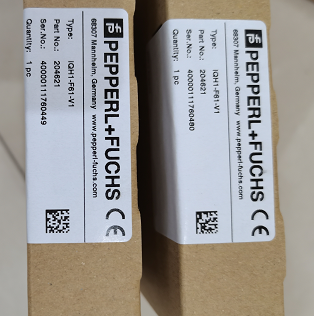 PEPPERL+FUCHS CE
68307 Mannheim, Germany www.pepperl-fuchs.com
Type: IQH1-F61-V1
Part No.: 204621
Ser.No.: 40000111760449
Quantity: 1 pc
PEPPERL+FUCHS CE
68307 Mannheim, Germany www.pepperl-fuchs.com
Type: IQH1-F61-V1
Part No.: 204621
Ser.No.: 40000111760480
Quantity: 1 pc